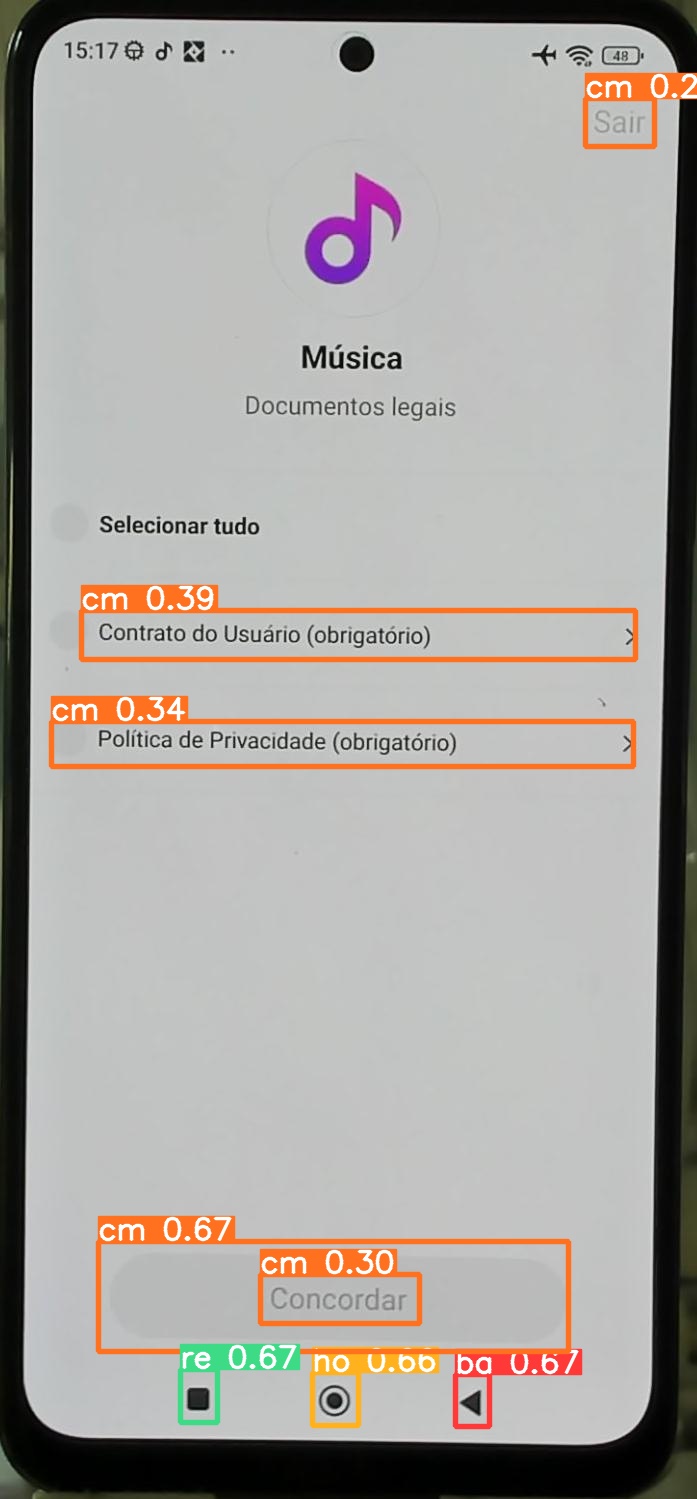 15:17
48
cm 0.2
Sair
Música
Documentos legais
Selecionar tudo
cm 0.39
Contrato do Usuário (obrigatório)
cm 0.34
Política de Privacidade (obrigatório)
cm 0.67
cm 0.30
Concordar
re 0.67 ho 0.66 ba 0.67